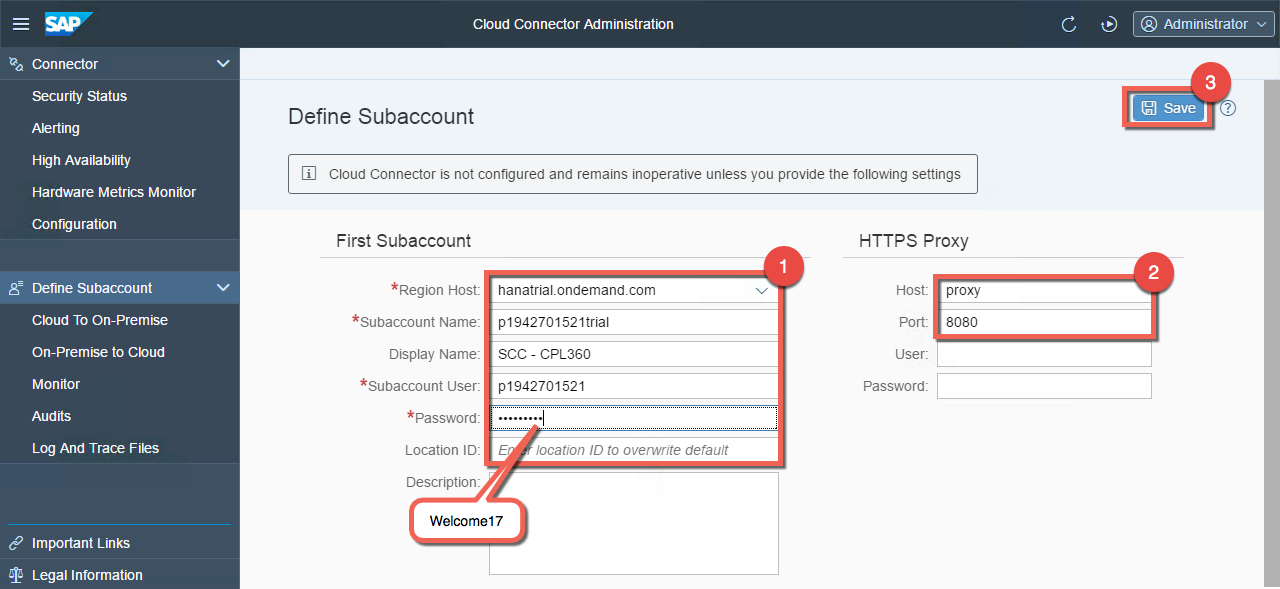 SAP
Cloud Connector Administration
Administrator
Connector
Security Status
Alerting
High Availability
Hardware Metrics Monitor
Configuration
Define Subaccount
Cloud To On-Premise
On-Premise to Cloud
Monitor
Audits
Log And Trace Files
Important Links
Legal Information
Define Subaccount
3
Save
?
i Cloud Connector is not configured and remains inoperative unless you provide the following settings
First Subaccount
1
*Region Host: hanatrial.ondemand.com
*Subaccount Name: p1942701521trial
Display Name: SCC - CPL360
*Subaccount User: p1942701521
*Password: •••••••••
Location ID: Enter location ID to overwrite default
Description:
Welcome17
HTTPS Proxy
2
Host: proxy
Port: 8080
User:
Password: